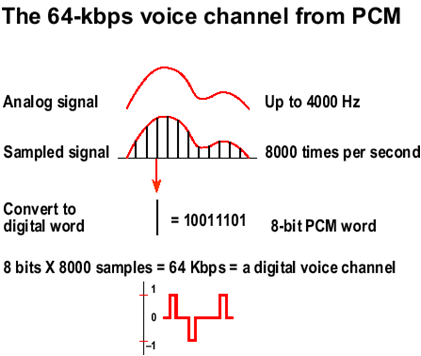 The 64-kbps voice channel from PCM
Analog signal
Up to 4000 Hz
Sampled signal
8000 times per second
Convert to
digital word
= 10011101
8-bit PCM word
8 bits X 8000 samples = 64 Kbps = a digital voice channel
1
0
–1